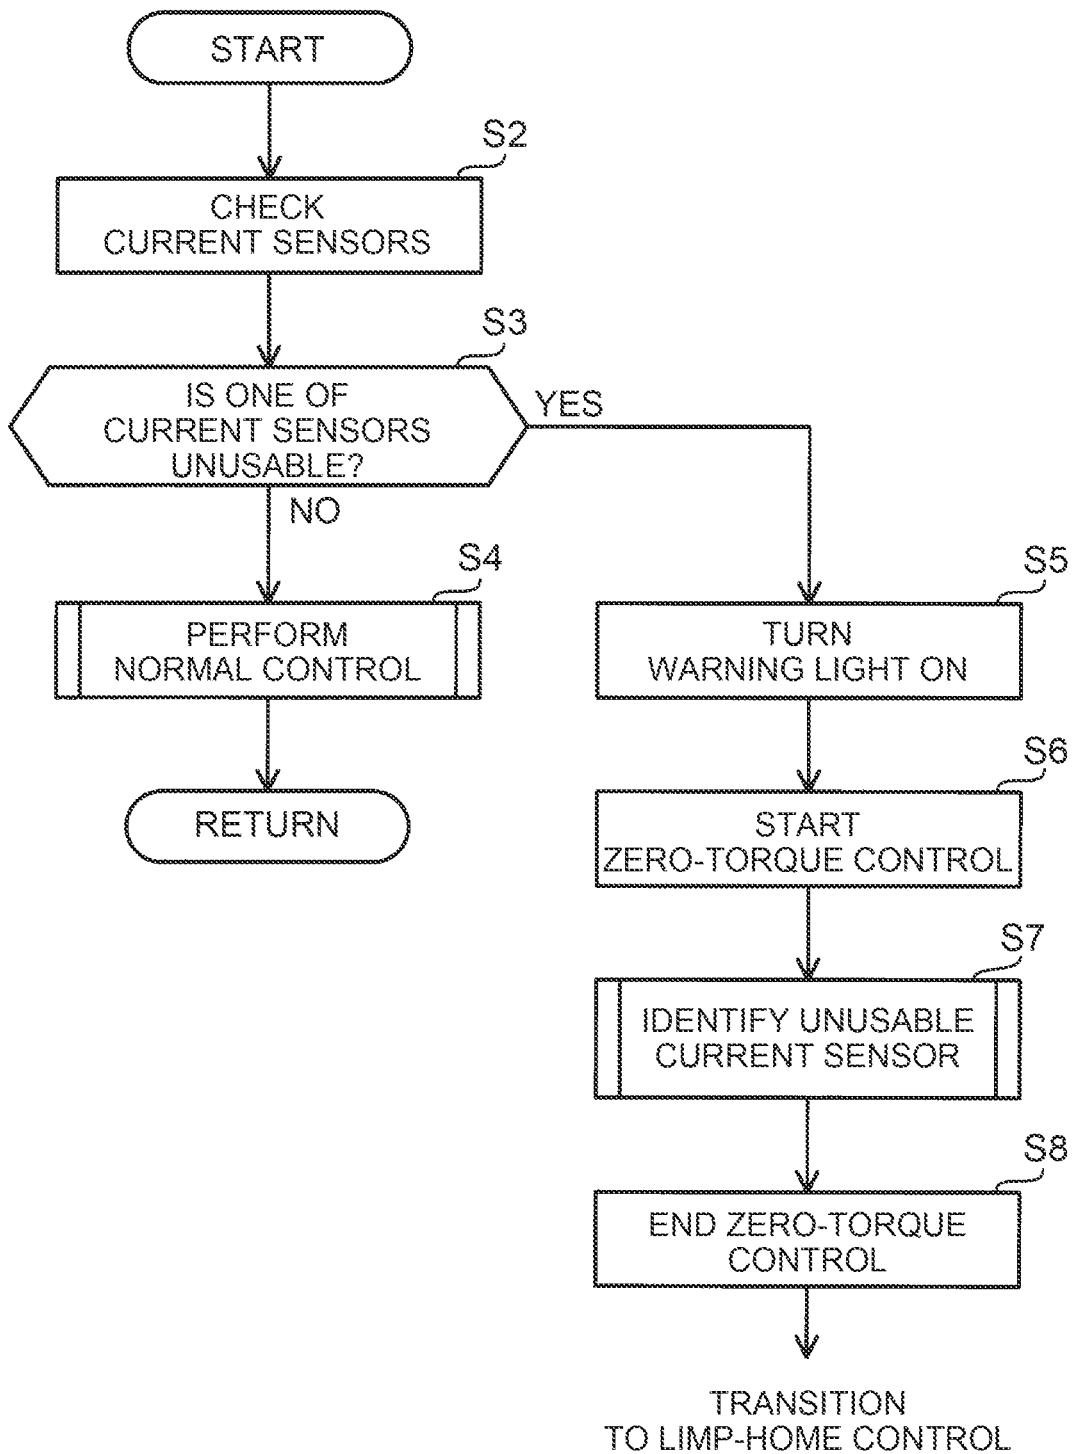 START
S2
CHECK
CURRENT SENSORS
S3
IS ONE OF
CURRENT SENSORS
UNUSABLE?
YES
NO
S4
PERFORM
NORMAL CONTROL
RETURN
S5
TURN
WARNING LIGHT ON
S6
START
ZERO-TORQUE CONTROL
S7
IDENTIFY UNUSABLE
CURRENT SENSOR
S8
END ZERO-TORQUE
CONTROL
TRANSITION
TO LIMP-HOME CONTROL